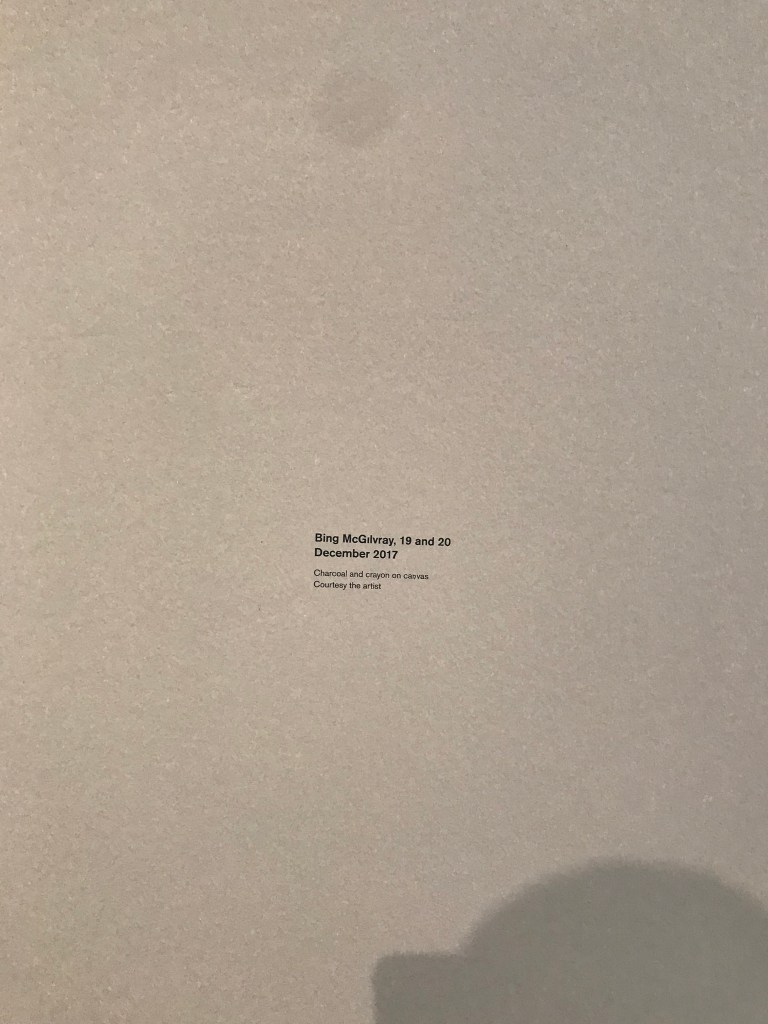 Bing McGilvray, 19 and 20
December 2017
Charcoal and crayon on canvas
Courtesy the artist